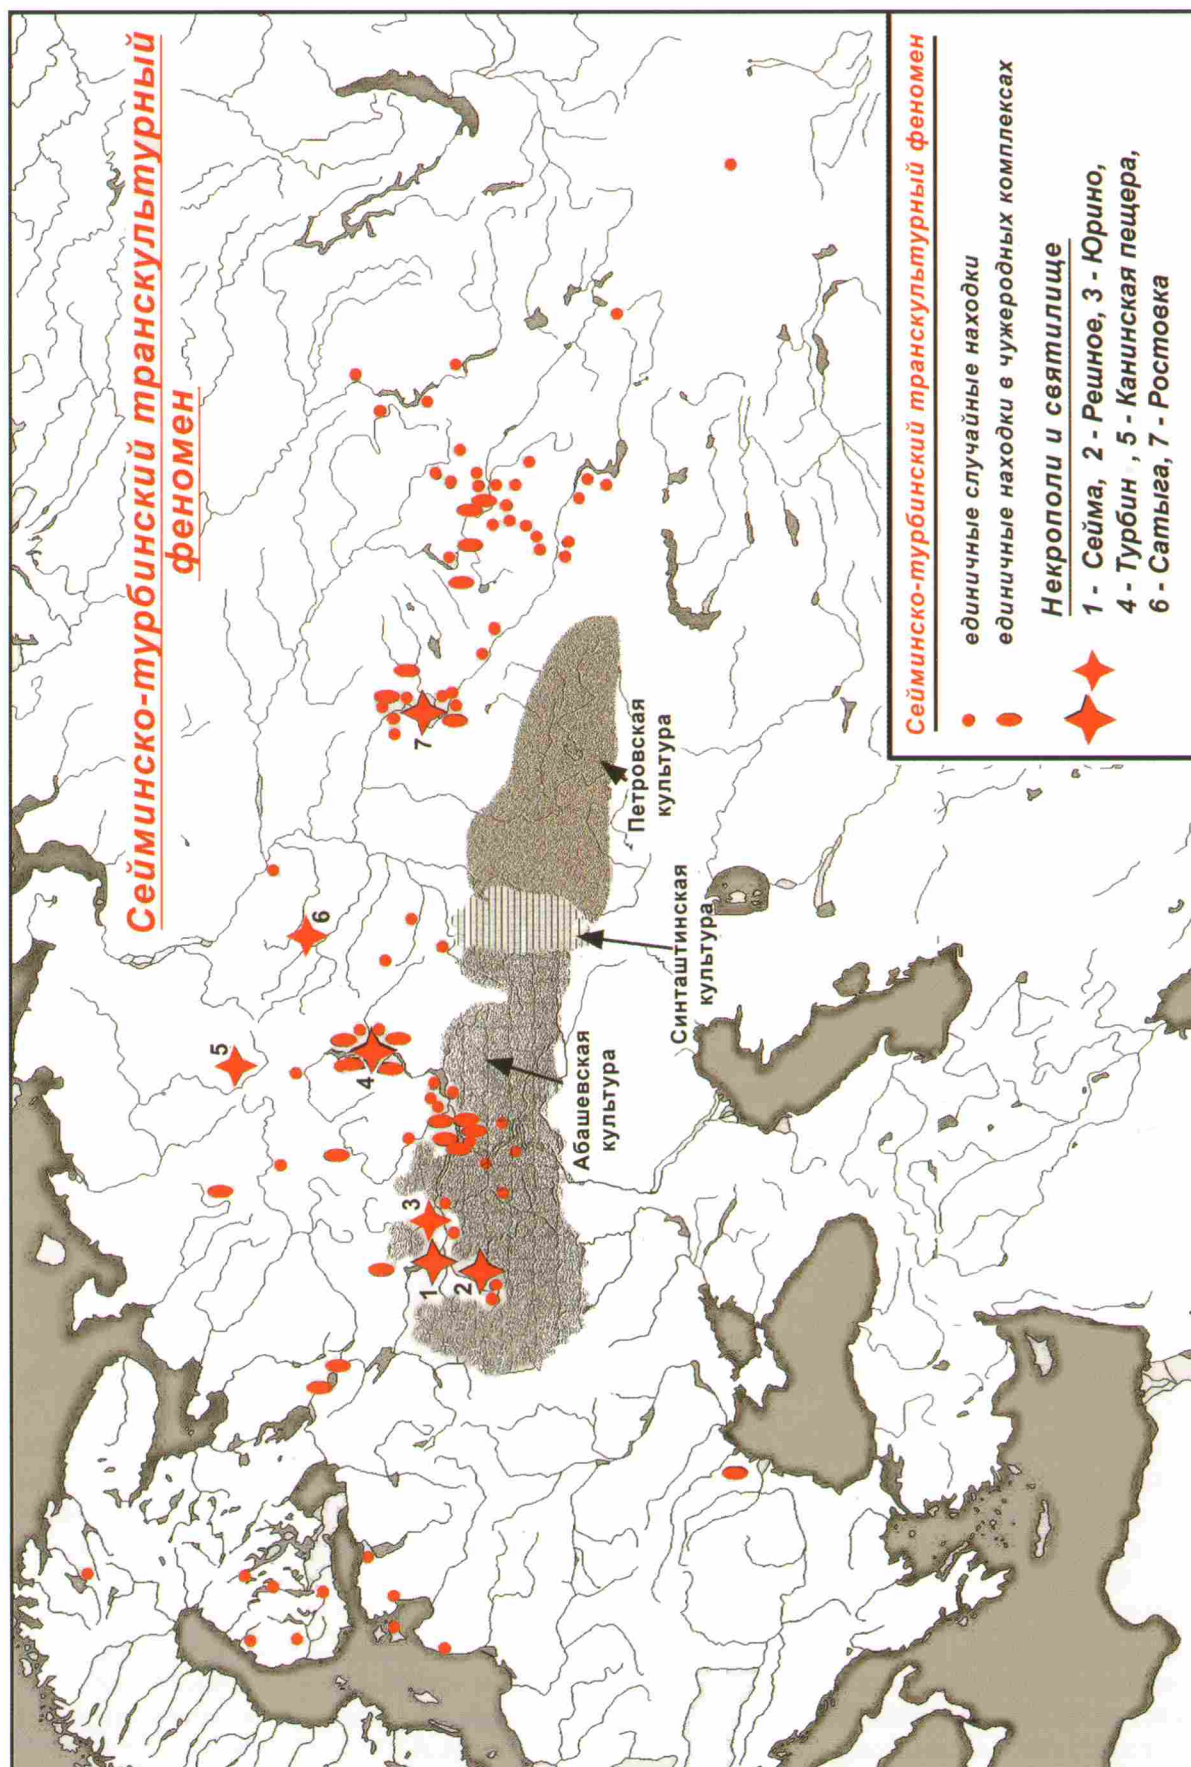 Сейминско-турбинский транскультурный
феномен
5
6
4
7
3
1
2
Абашевская
культура
Синташтинская
культура
Петровская
культура
Сейминско-турбинский транскультурный феномен
единичные случайные находки
единичные находки в чужеродных комплексах
Некрополи и святилище
1 - Сейма, 2 - Решное, 3 - Юрино,
4 - Турбин , 5 - Канинская пещера,
6 - Сатыга, 7 - Ростовка